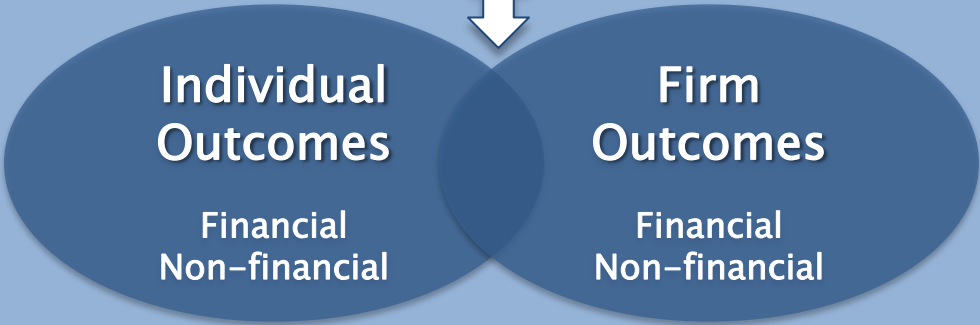 Individual
Outcomes
Financial
Non-financial
Firm
Outcomes
Financial
Non-financial